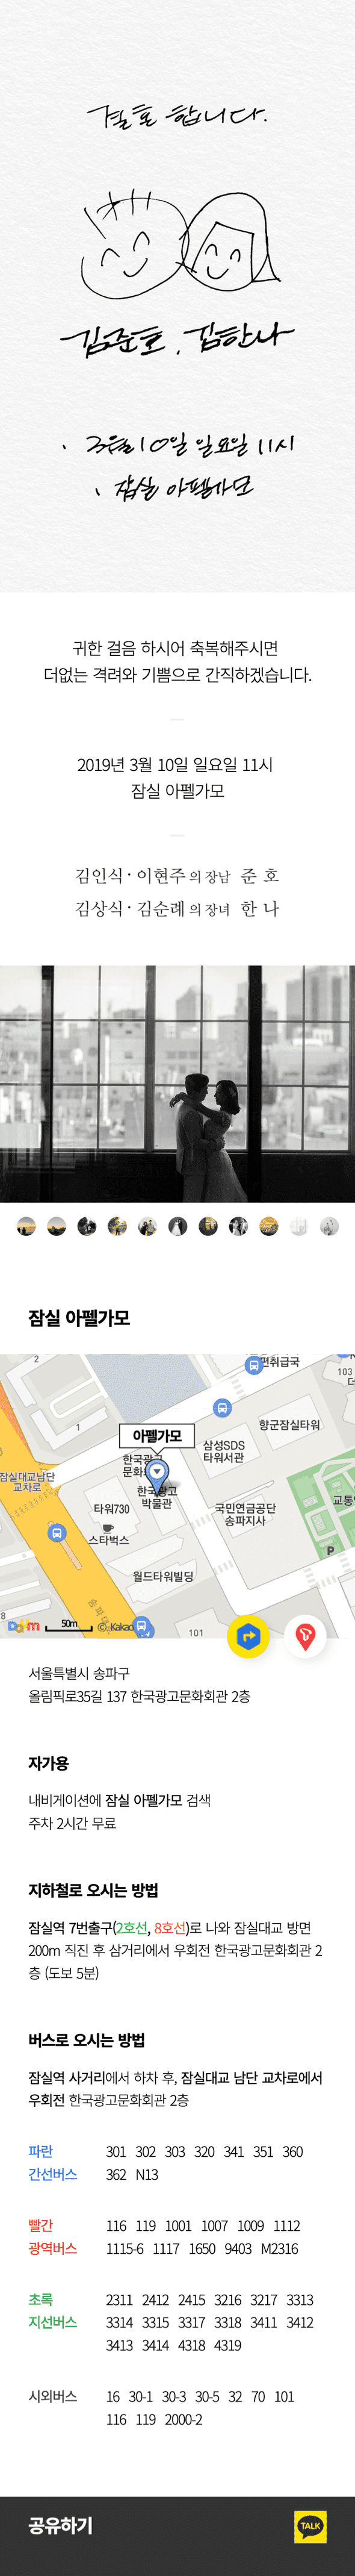 결혼 합니다.
김준호, 김한나
3월 10일 일요일 11시
잠실 아펠가모
귀한 걸음 하시어 축복해주시면
더없는 격려와 기쁨으로 간직하겠습니다.
2019년 3월 10일 일요일 11시
잠실 아펠가모
김인식 · 이현주 의 장남 준 호
김상식 · 김순례 의 장녀 한 나
잠실 아펠가모
2
편취급국
103
1
향군잠실타워
아펠가모
삼성SDS
타워서관
한국광고
문화
잠실대교남단
교차로
한국광고
박물관
타워730
국민연금공단
송파지사
교통
스타벅스
P
월드타워빌딩
8
Daum 50m © Kakao
송파대
101
서울특별시 송파구
올림픽로35길 137 한국광고문화회관 2층
자가용
내비게이션에 잠실 아펠가모 검색
주차 2시간 무료
지하철로 오시는 방법
잠실역 7번출구(2호선, 8호선)로 나와 잠실대교 방면
200m 직진 후 삼거리에서 우회전 한국광고문화회관 2
층 (도보 5분)
버스로 오시는 방법
잠실역 사거리에서 하차 후, 잠실대교 남단 교차로에서
우회전 한국광고문화회관 2층
파란 301 302 303 320 341 351 360
간선버스 362 N13
빨간 116 119 1001 1007 1009 1112
광역버스 1115-6 1117 1650 9403 M2316
초록 2311 2412 2415 3216 3217 3313
지선버스 3314 3315 3317 3318 3411 3412
3413 3414 4318 4319
시외버스 16 30-1 30-3 30-5 32 70 101
116 119 2000-2
공유하기 TALK